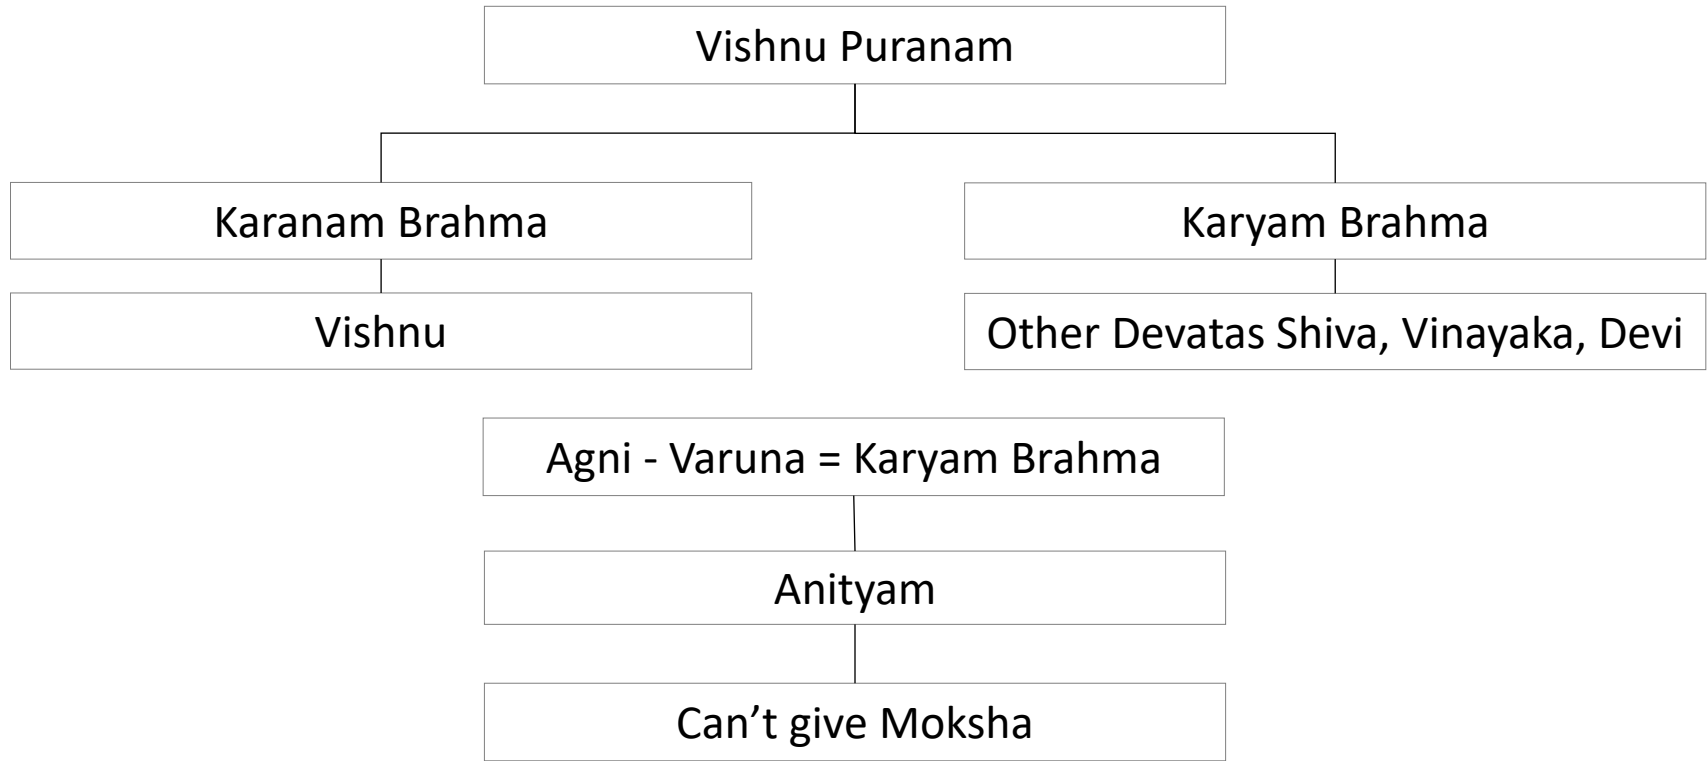 Vishnu Puranam
Karanam Brahma
Karyam Brahma
Vishnu
Other Devatas Shiva, Vinayaka, Devi
Agni - Varuna = Karyam Brahma
Anityam
Can’t give Moksha